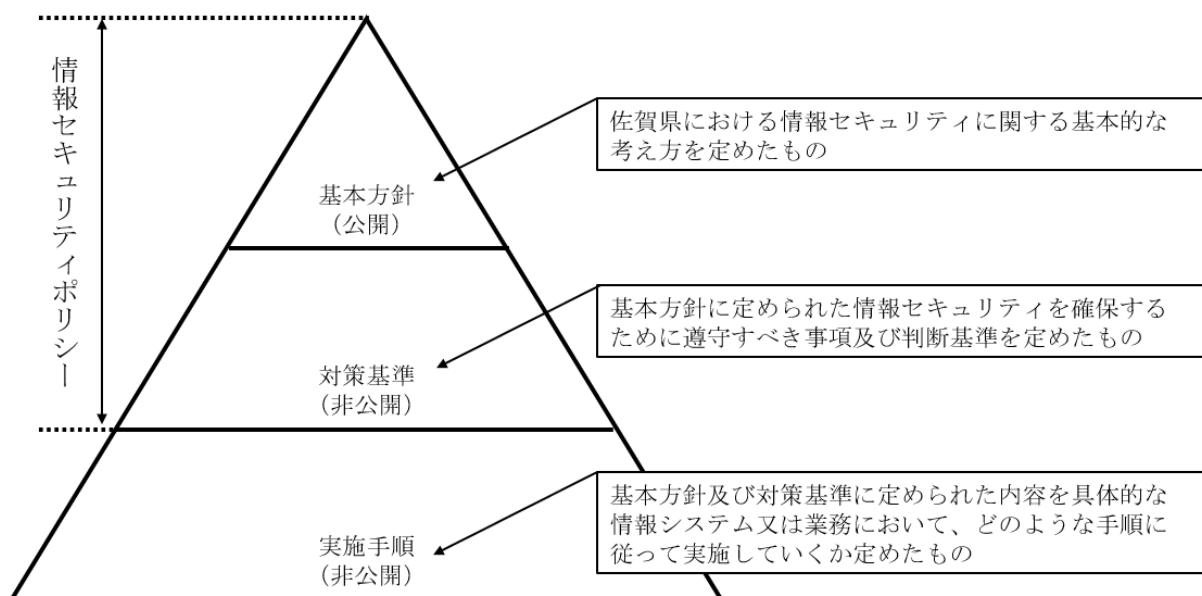 情報セキュリティポリシー
佐賀県における情報セキュリティに関する基本的な
考え方を定めたもの
基本方針
（公開）
基本方針に定められた情報セキュリティを確保する
ために遵守すべき事項及び判断基準を定めたもの
対策基準
（非公開）
基本方針及び対策基準に定められた内容を具体的な
情報システム又は業務において、どのような手順に
従って実施していくか定めたもの
実施手順
（非公開）